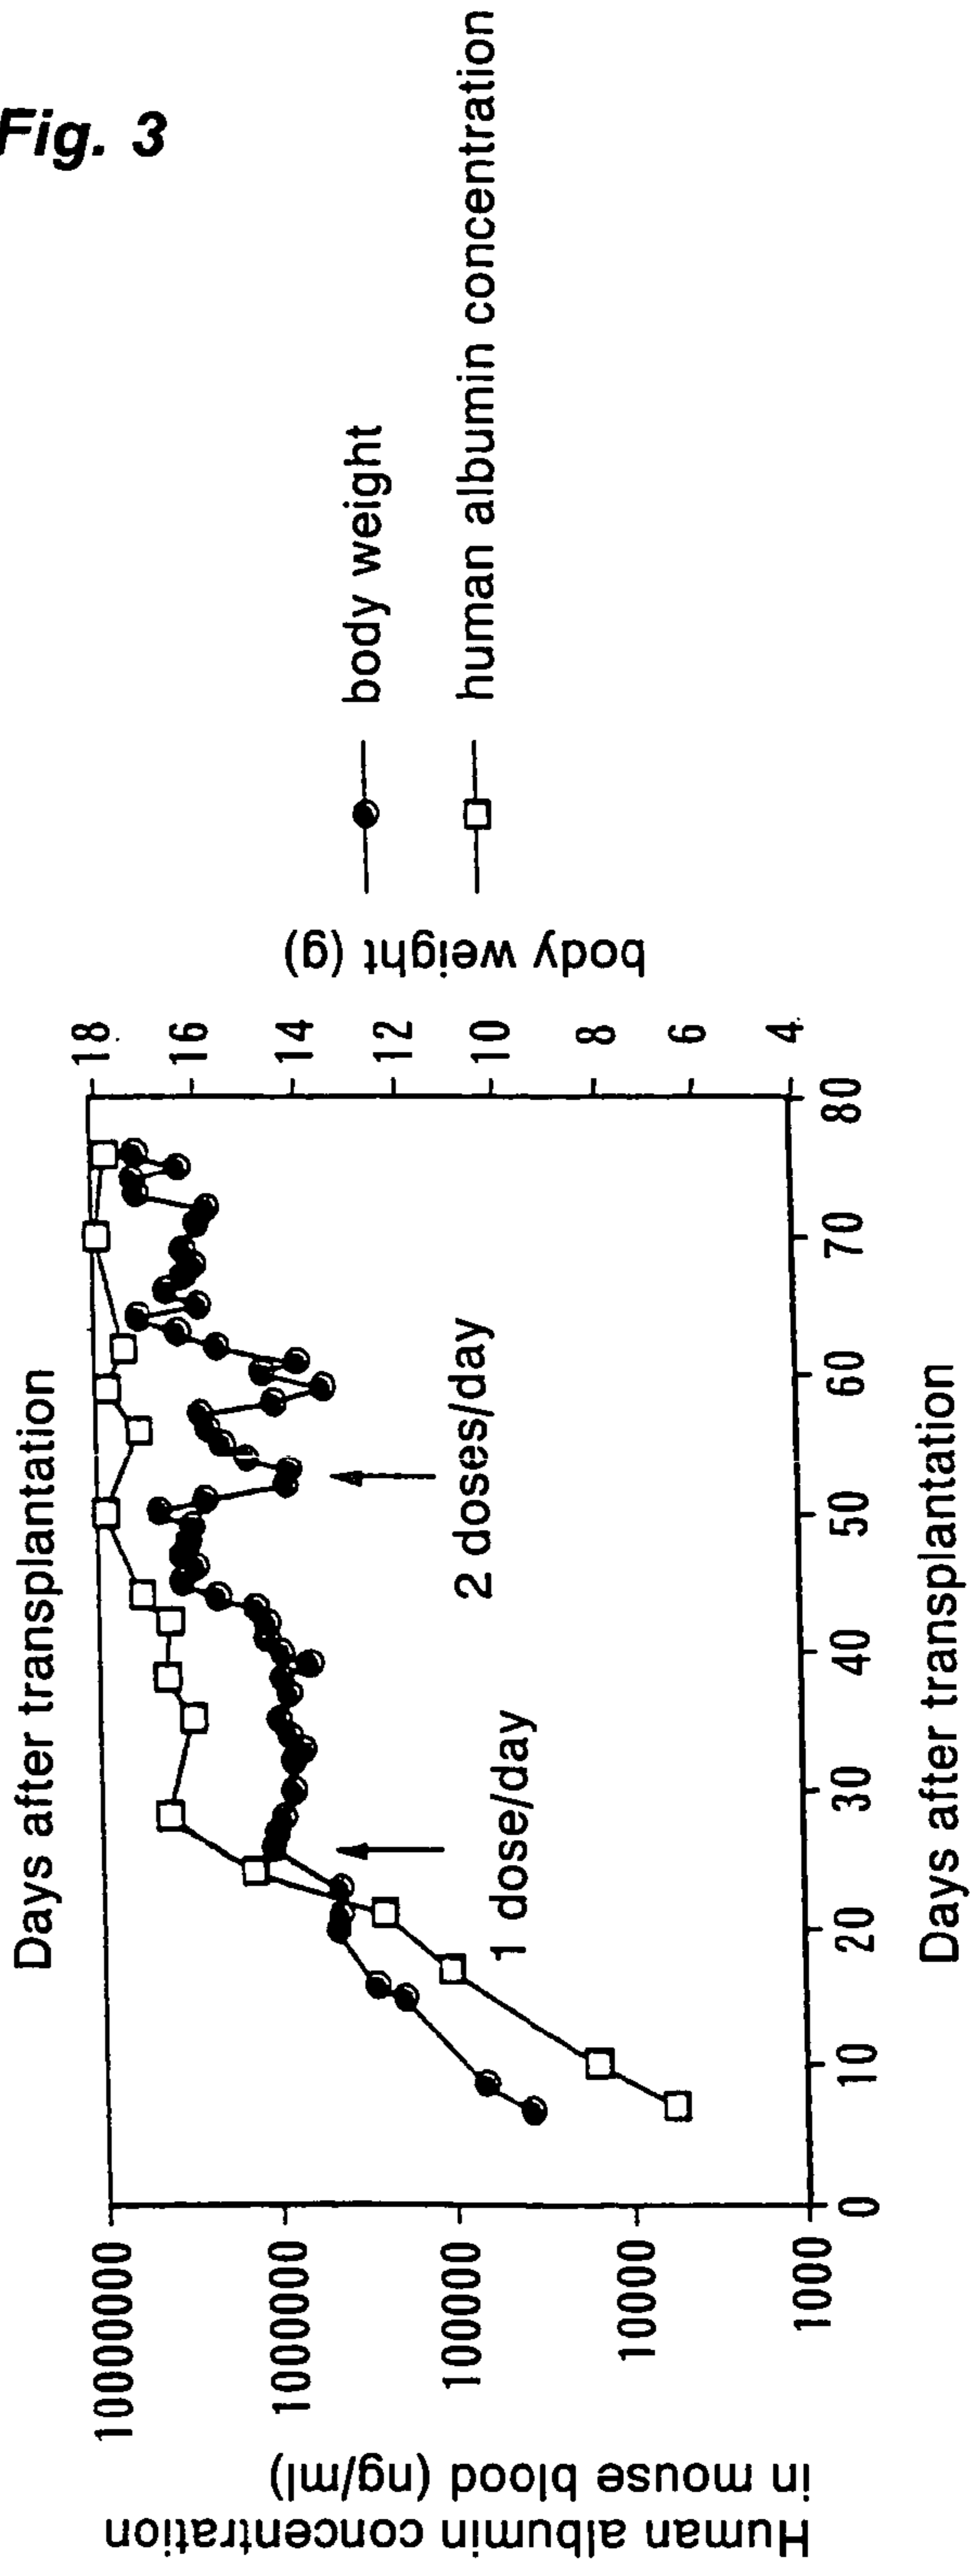 Fig. 3
Days after transplantation
Human albumin concentration
in mouse blood (ng/ml)
10000000
1000000
100000
10000
1000
0
10
20
30
40
50
60
70
80
Days after transplantation
1 dose/day
2 doses/day
18
16
14
12
10
8
6
4
body weight (g)
body weight
human albumin concentration